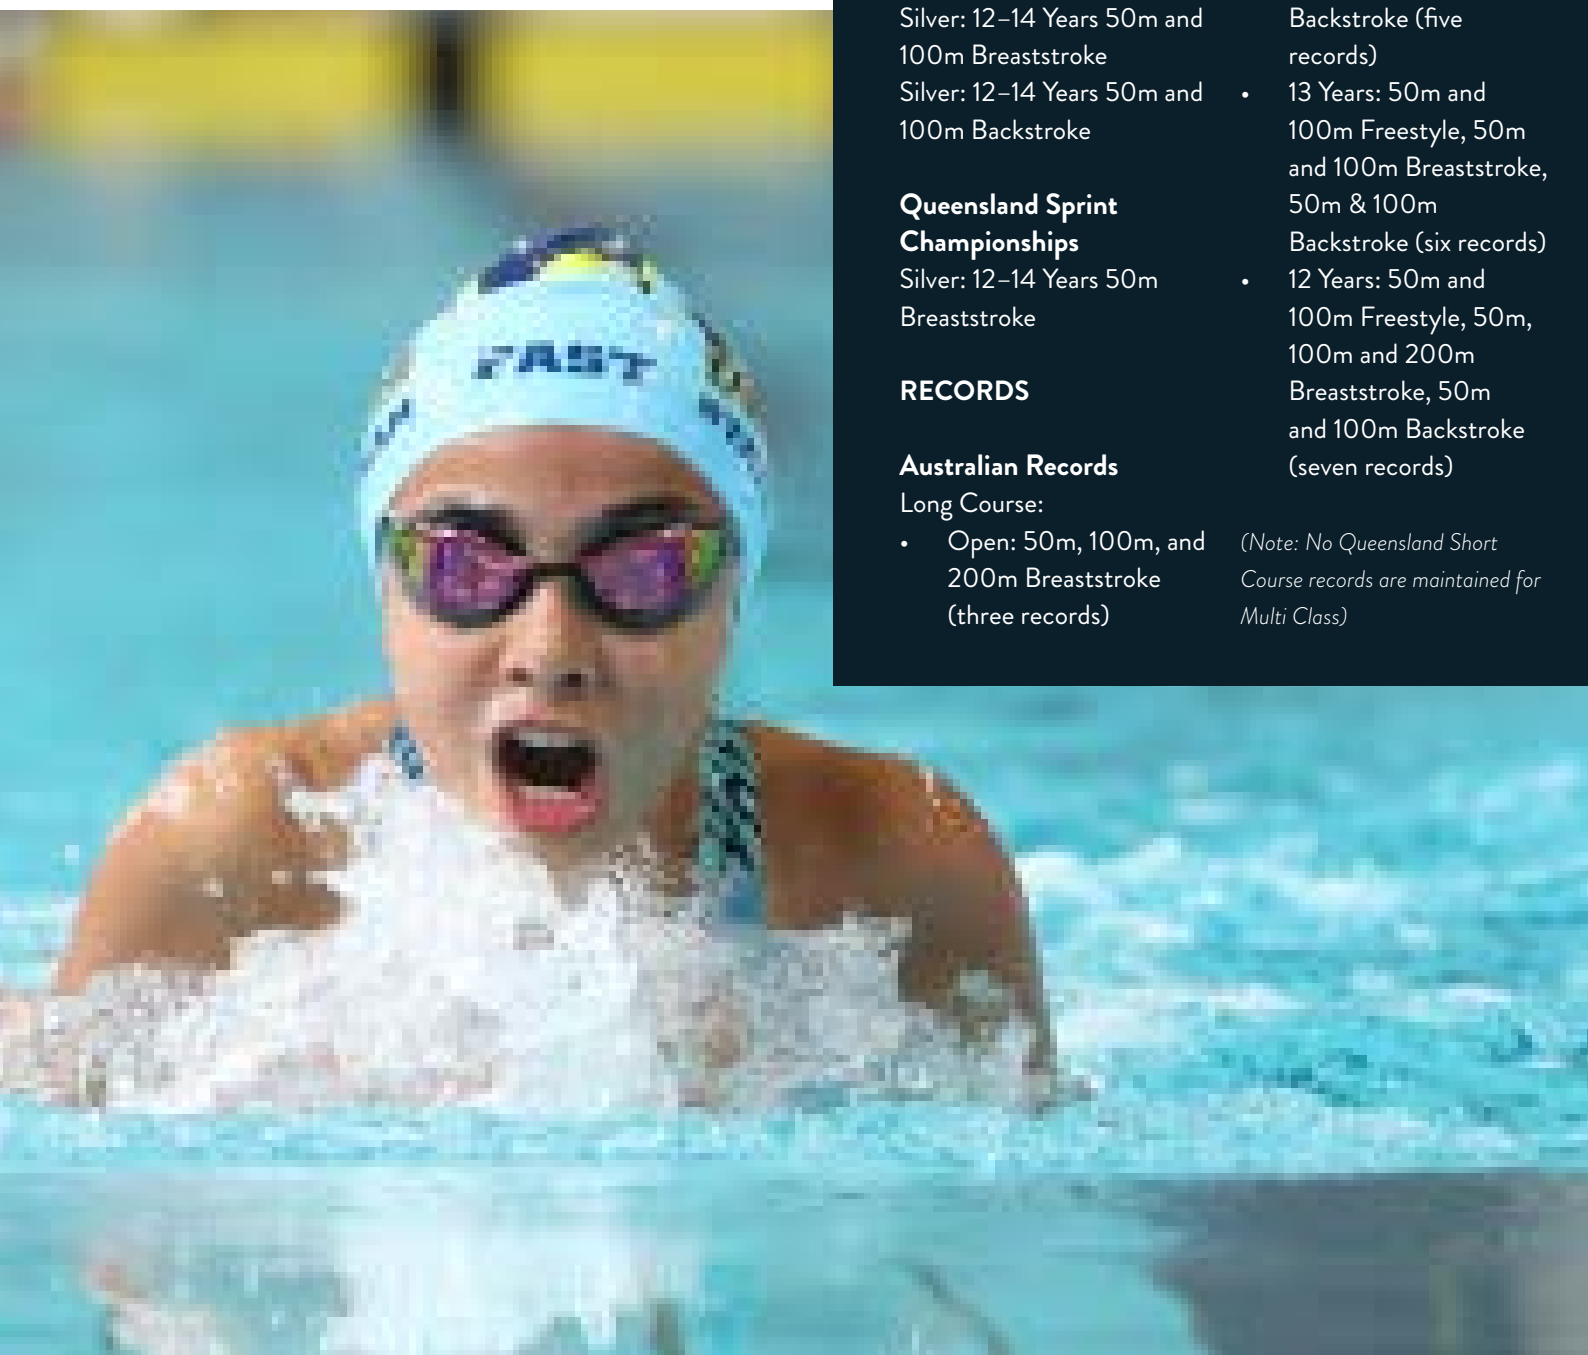 Silver: 12–14 Years 50m and
100m Breaststroke
Silver: 12–14 Years 50m and
100m Backstroke
Queensland Sprint
Championships
Silver: 12–14 Years 50m
Breaststroke
RECORDS
Australian Records
Long Course:
• Open: 50m, 100m, and
200m Breaststroke
(three records)
Backstroke (five
records)
• 13 Years: 50m and
100m Freestyle, 50m
and 100m Breaststroke,
50m & 100m
Backstroke (six records)
• 12 Years: 50m and
100m Freestyle, 50m,
100m and 200m
Breaststroke, 50m
and 100m Backstroke
(seven records)
(Note: No Queensland Short
Course records are maintained for
Multi Class)
FAST